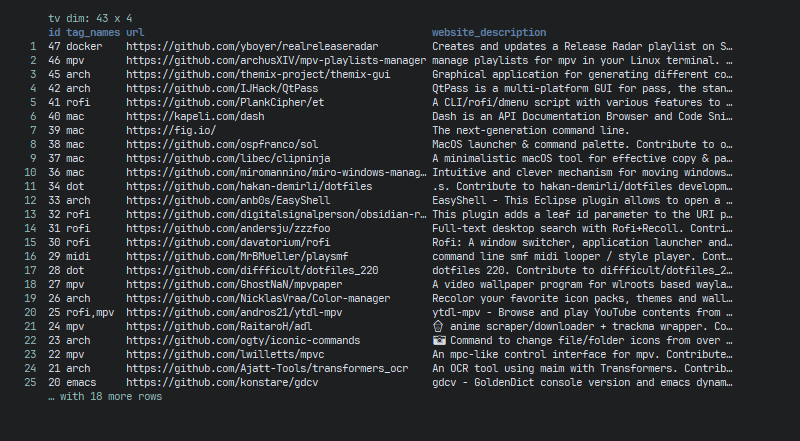 tv dim: 43 x 4
id tag_names url website_description
1 47 docker https://github.com/yboyer/realreleaseradar Creates and updates a Release Radar playlist on S…
2 46 mpv https://github.com/archusXIV/mpv-playlists-manager manage playlists for mpv in your Linux terminal. …
3 45 arch https://github.com/themix-project/themix-gui Graphical application for generating different co…
4 42 arch https://github.com/IJHack/QtPass QtPass is a multi-platform GUI for pass, the stan…
5 41 rofi https://github.com/PlankCipher/et A CLI/rofi/dmenu script with various features to …
6 40 mac https://kapeli.com/dash Dash is an API Documentation Browser and Code Sni…
7 39 mac https://fig.io/ The next-generation command line.
8 38 mac https://github.com/ospfranco/sol MacOS launcher & command palette. Contribute to o…
9 37 mac https://github.com/libec/clipninja A minimalistic macOS tool for effective copy & pa…
10 36 mac https://github.com/miromannino/miro-windows-manag… Intuitive and clever mechanism for moving windows…
11 34 dot https://github.com/hakan-demirli/dotfiles .s. Contribute to hakan-demirli/dotfiles developm…
12 33 arch https://github.com/anb0s/EasyShell EasyShell - This Eclipse plugin allows to open a …
13 32 rofi https://github.com/digitalsignalperson/obsidian-r… This plugin adds a leaf id parameter to the URI p…
14 31 rofi https://github.com/andersju/zzzfoo Full-text desktop search with Rofi+Recoll. Contri…
15 30 rofi https://github.com/davatorium/rofi Rofi: A window switcher, application launcher and…
16 29 midi https://github.com/MrBMueller/playsmf command line smf midi looper / style player. Cont…
17 28 dot https://github.com/diffficult/dotfiles_220 dotfiles 220. Contribute to diffficult/dotfiles_2…
18 27 mpv https://github.com/GhostNaN/mpvpaper A video wallpaper program for wlroots based wayla…
19 26 arch https://github.com/NicklasVraa/Color-manager Recolor your favorite icon packs, themes and wall…
20 25 rofi,mpv https://github.com/andros21/ytdl-mpv ytdl-mpv - Browse and play YouTube contents from …
21 24 mpv https://github.com/RaitaroH/adl 🍿 anime scraper/downloader + trackma wrapper. Co…
22 23 arch https://github.com/ogty/iconic-commands 📸 Command to change file/folder icons from over …
23 22 mpv https://github.com/lwilletts/mpvc An mpc-like control interface for mpv. Contribute…
24 21 arch https://github.com/Ajatt-Tools/transformers_ocr An OCR tool using maim with Transformers. Contrib…
25 20 emacs https://github.com/konstare/gdcv gdcv - GoldenDict console version and emacs dynam…
… with 18 more rows